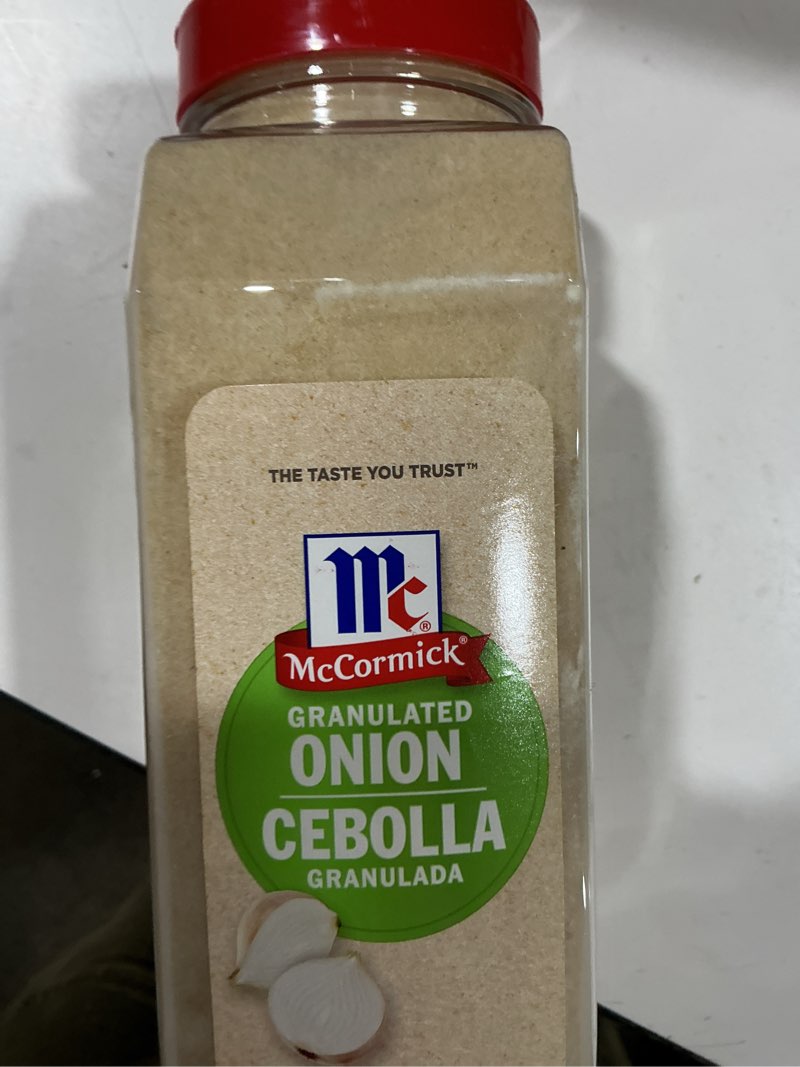 THE TASTE YOU TRUST™
Mc®
McCormick®
GRANULATED
ONION
CEBOLLA
GRANULADA